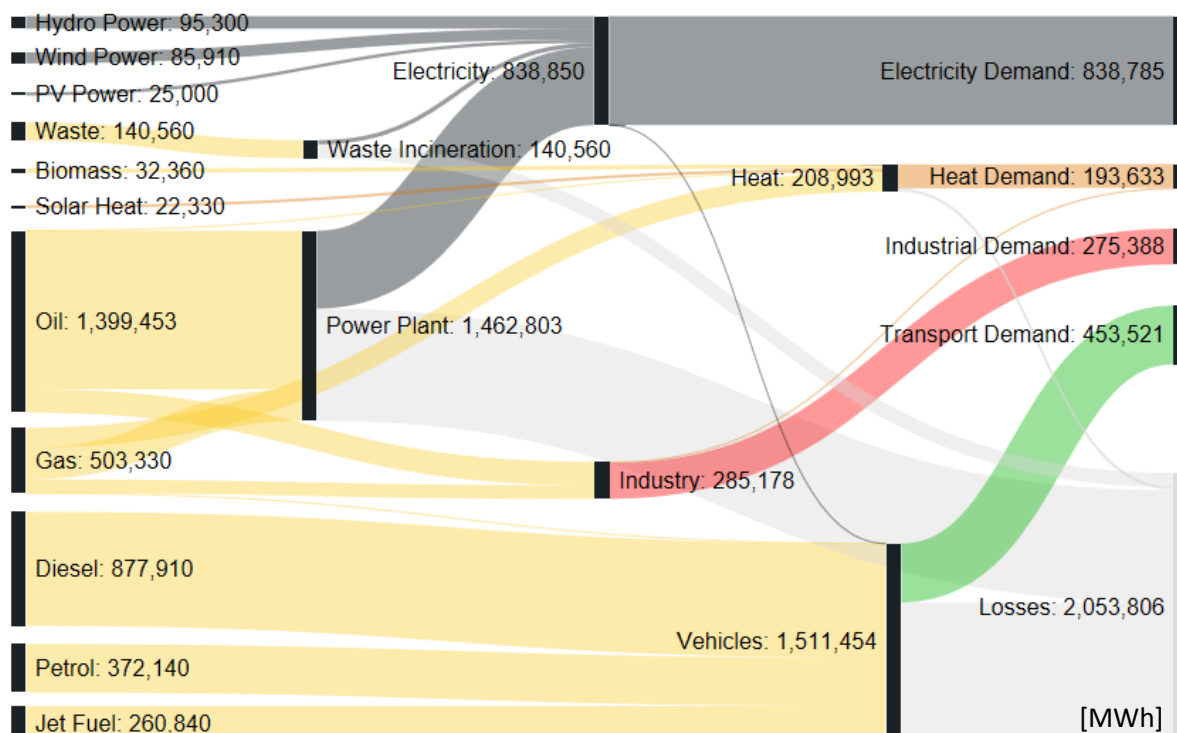 Hydro Power: 95,300
Wind Power: 85,910
Electricity: 838,850
Electricity Demand: 838,785
PV Power: 25,000
Waste: 140,560
Waste Incineration: 140,560
Biomass: 32,360
Heat: 208,993
Heat Demand: 193,633
Solar Heat: 22,330
Industrial Demand: 275,388
Oil: 1,399,453
Power Plant: 1,462,803
Transport Demand: 453,521
Gas: 503,330
Industry: 285,178
Diesel: 877,910
Losses: 2,053,806
Vehicles: 1,511,454
Petrol: 372,140
Jet Fuel: 260,840
[MWh]